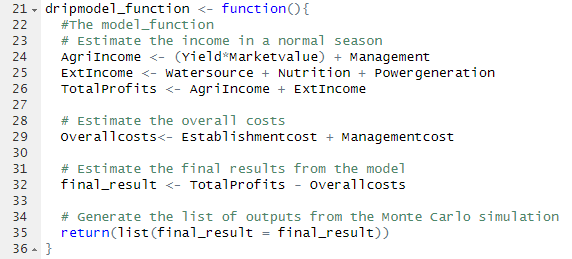 21 dripmodel_function <- function(){
22 #The model_function
23 # Estimate the income in a normal season
24 AgriIncome <- (Yield*Marketvalue) + Management
25 ExtIncome <- Watersource + Nutrition + Powergeneration
26 TotalProfits <- AgriIncome + ExtIncome
27
28 # Estimate the overall costs
29 Overallcosts<- Establishmentcost + Managementcost
30
31 # Estimate the final results from the model
32 final_result <- TotalProfits - Overallcosts
33
34 # Generate the list of outputs from the Monte Carlo simulation
35 return(list(final_result = final_result))
36 }